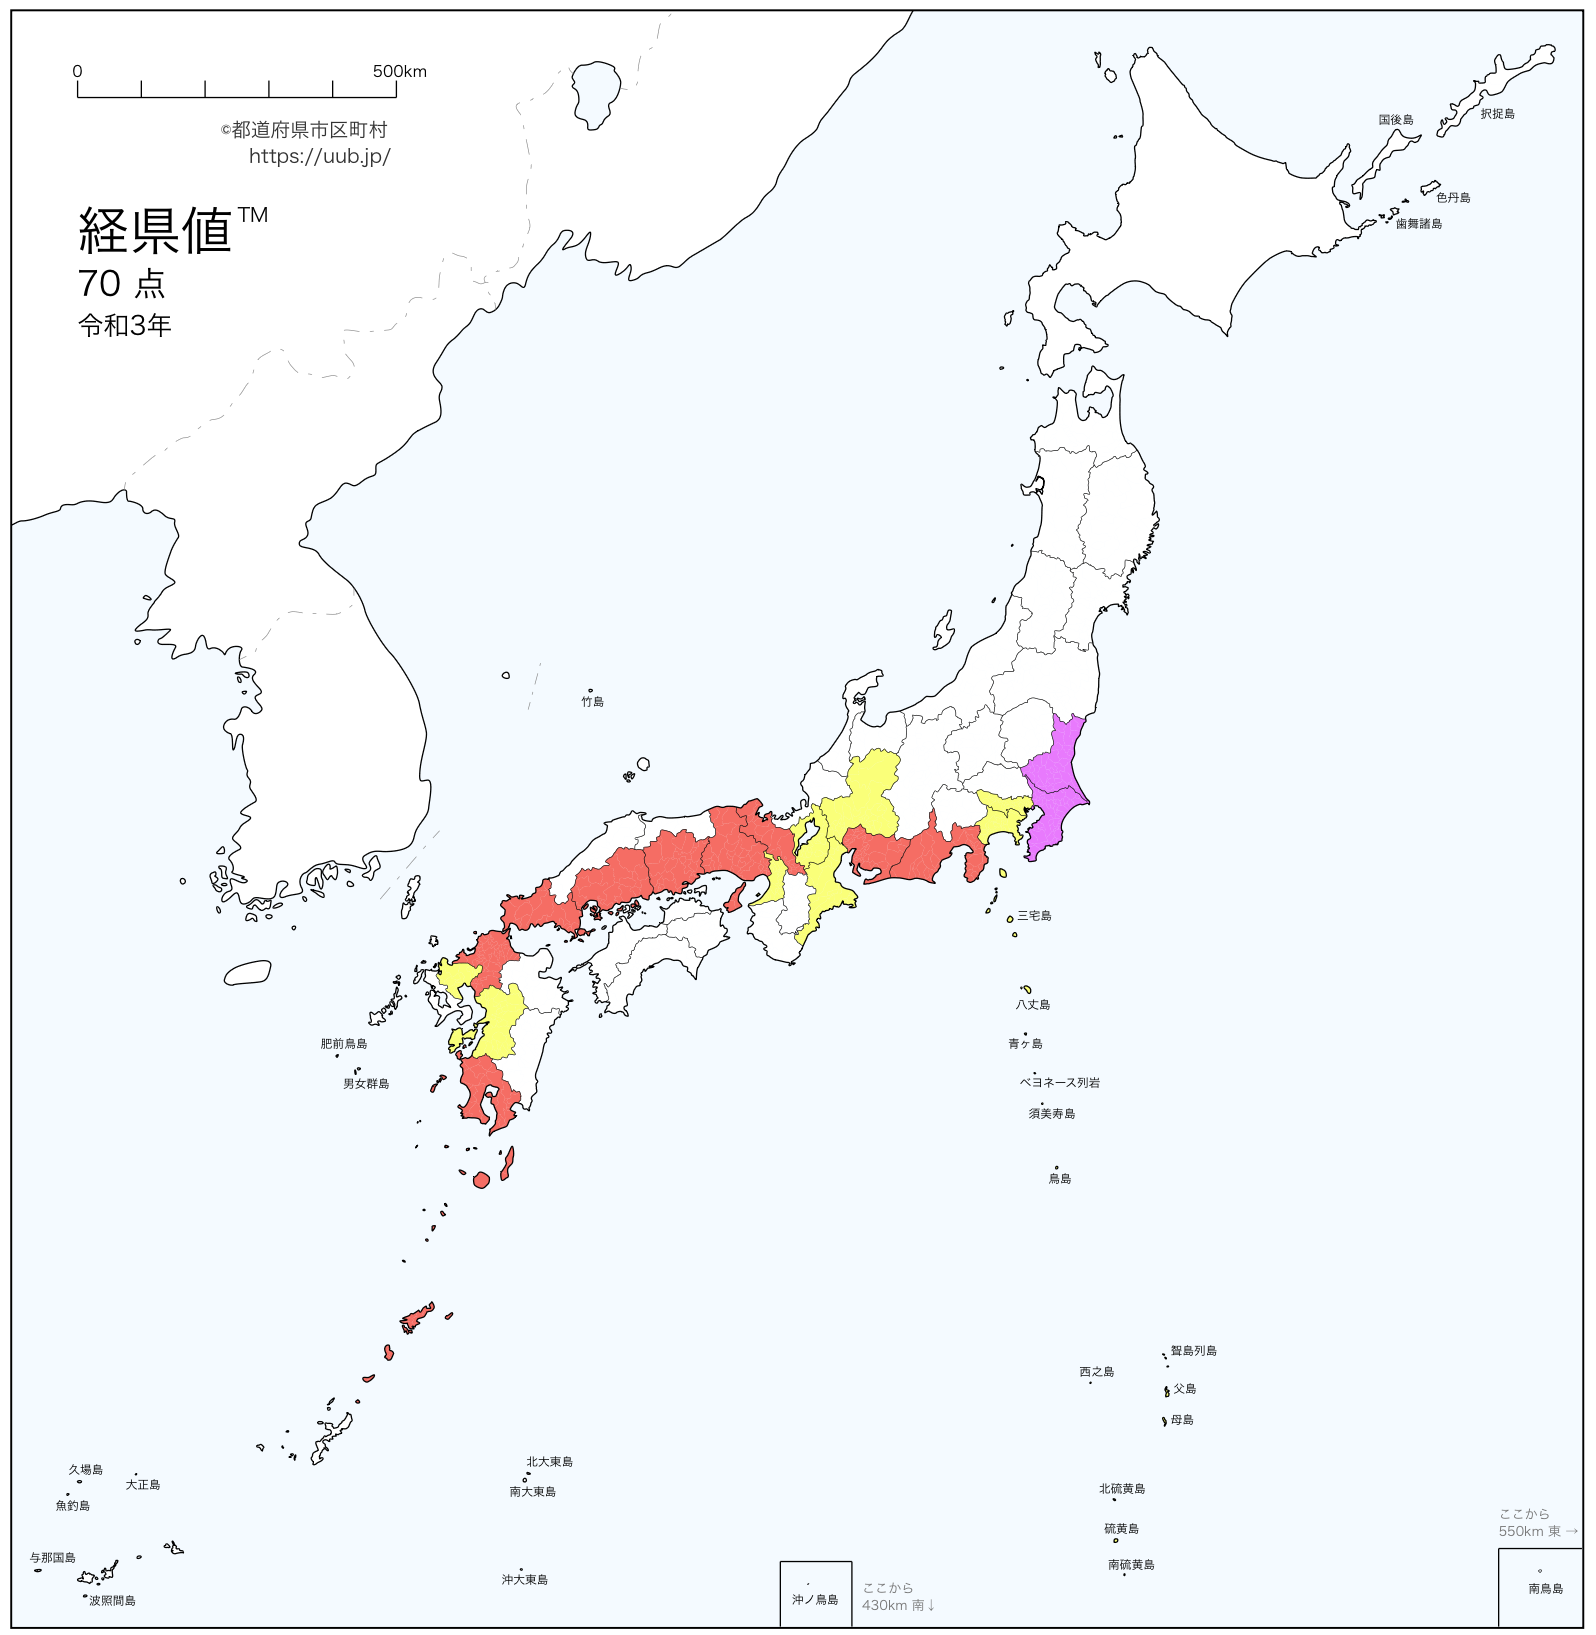 0 500km
©都道府県市区町村
https://uub.jp/
経県値™
70 点
令和3年
国後島
択捉島
色丹島
歯舞諸島
竹島
三宅島
八丈島
青ヶ島
ベヨネース列岩
須美寿島
鳥島
肥前鳥島
男女群島
聟島列島
西之島
父島
母島
北大東島
南大東島
久場島
大正島
魚釣島
北硫黄島
硫黄島
南硫黄島
ここから
550km 東→
与那国島
波照間島
沖大東島
沖ノ鳥島
ここから
430km 南↓
南鳥島